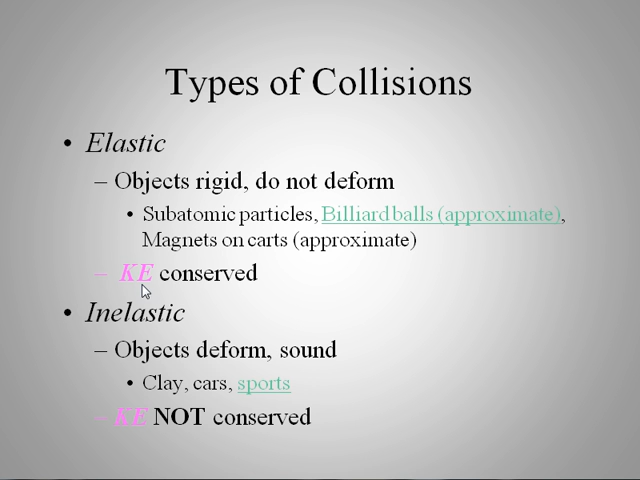 Types of Collisions
• Elastic
– Objects rigid, do not deform
• Subatomic particles, Billiard balls (approximate),
Magnets on carts (approximate)
– KE conserved
• Inelastic
– Objects deform, sound
• Clay, cars, sports
– KE NOT conserved